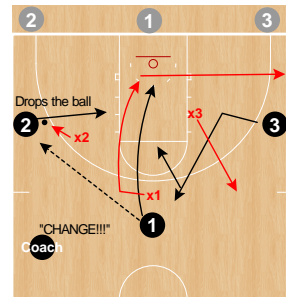 2 1 3
Drops the ball
2 x2 x3 3
x1
1
"CHANGE!!!"
Coach